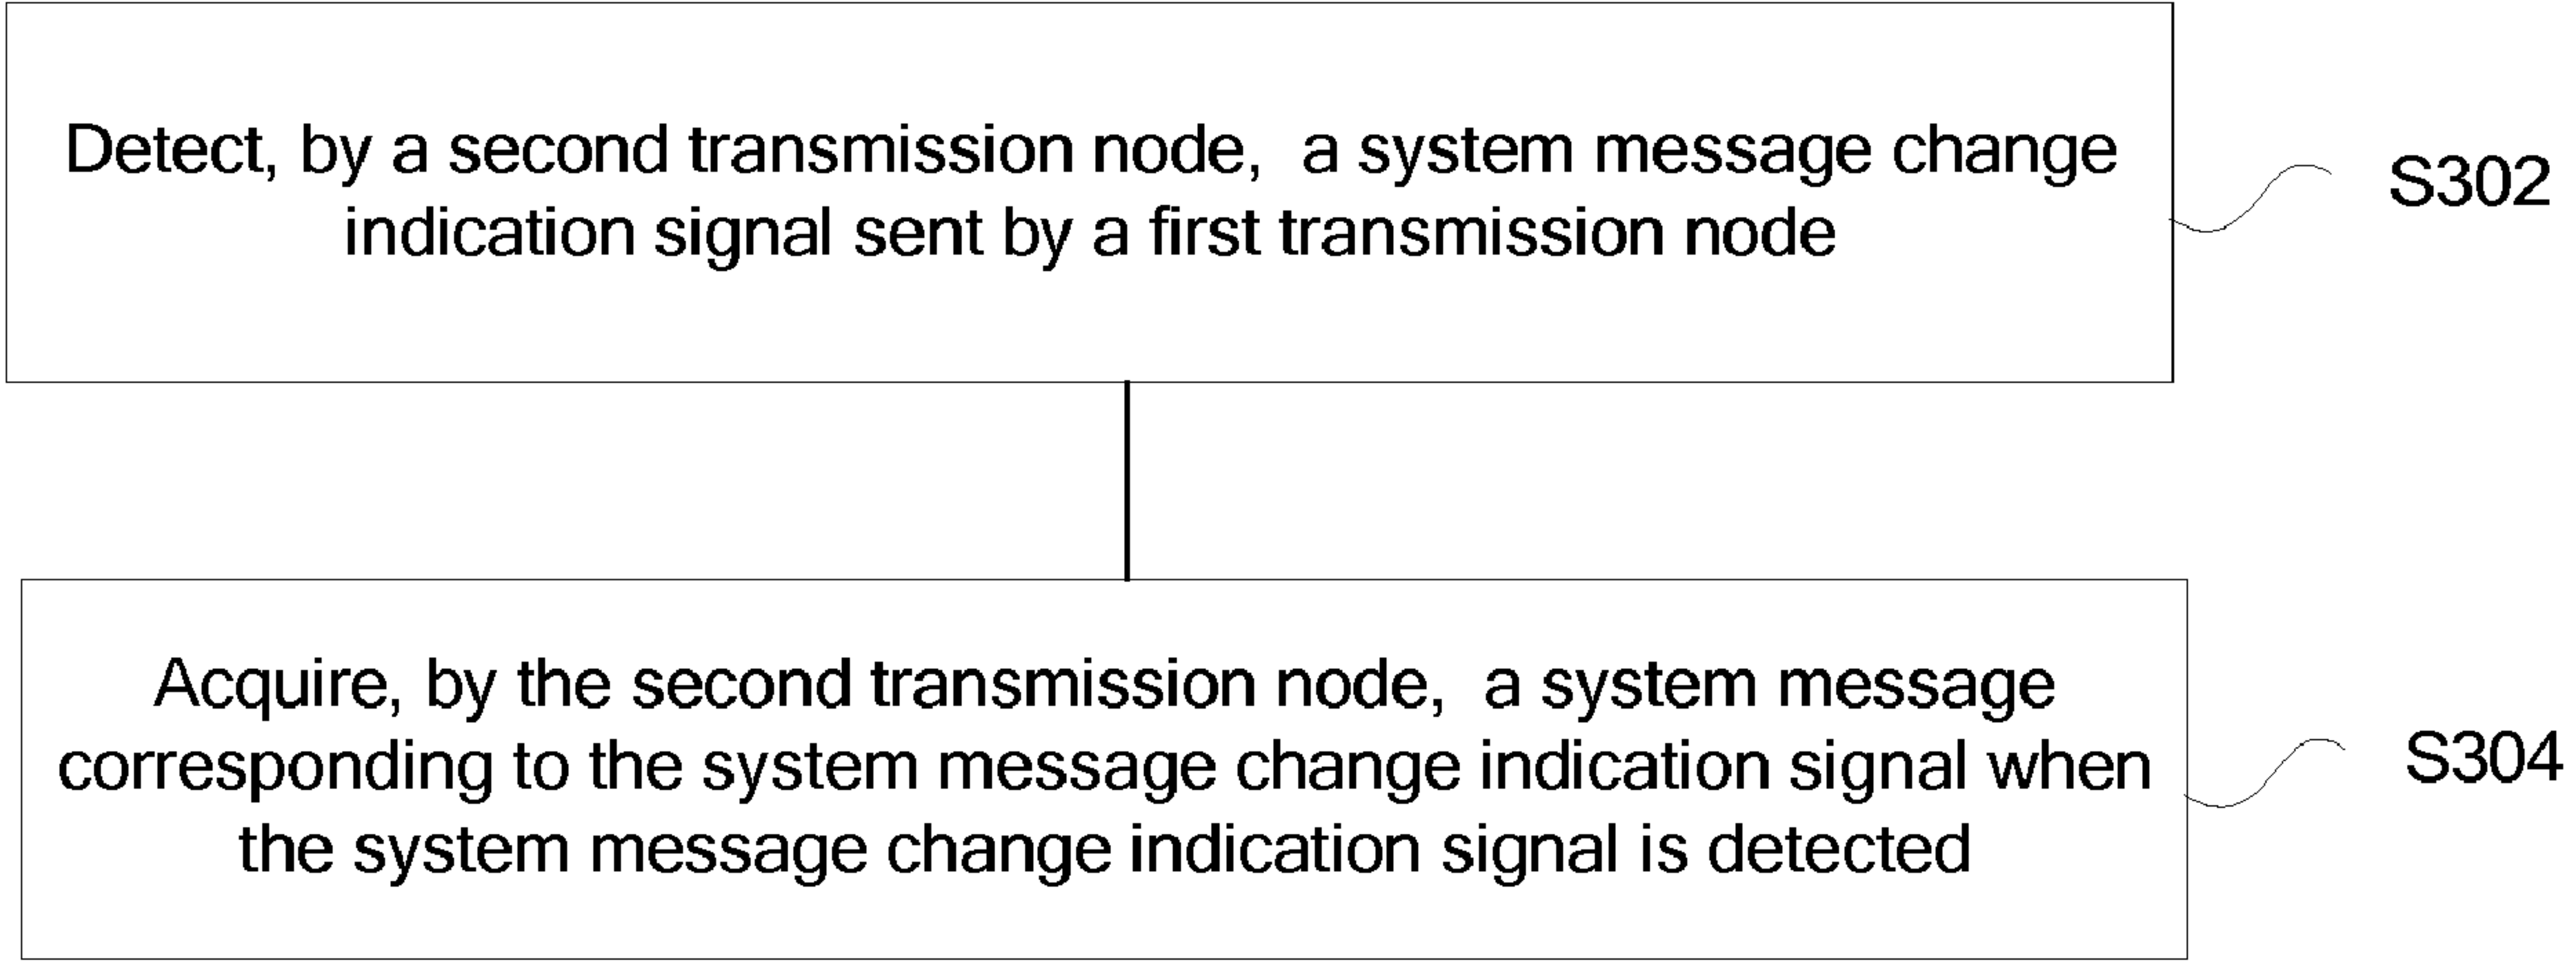 Detect, by a second transmission node, a system message change
indication signal sent by a first transmission node
S302
Acquire, by the second transmission node, a system message
corresponding to the system message change indication signal when
the system message change indication signal is detected
S304